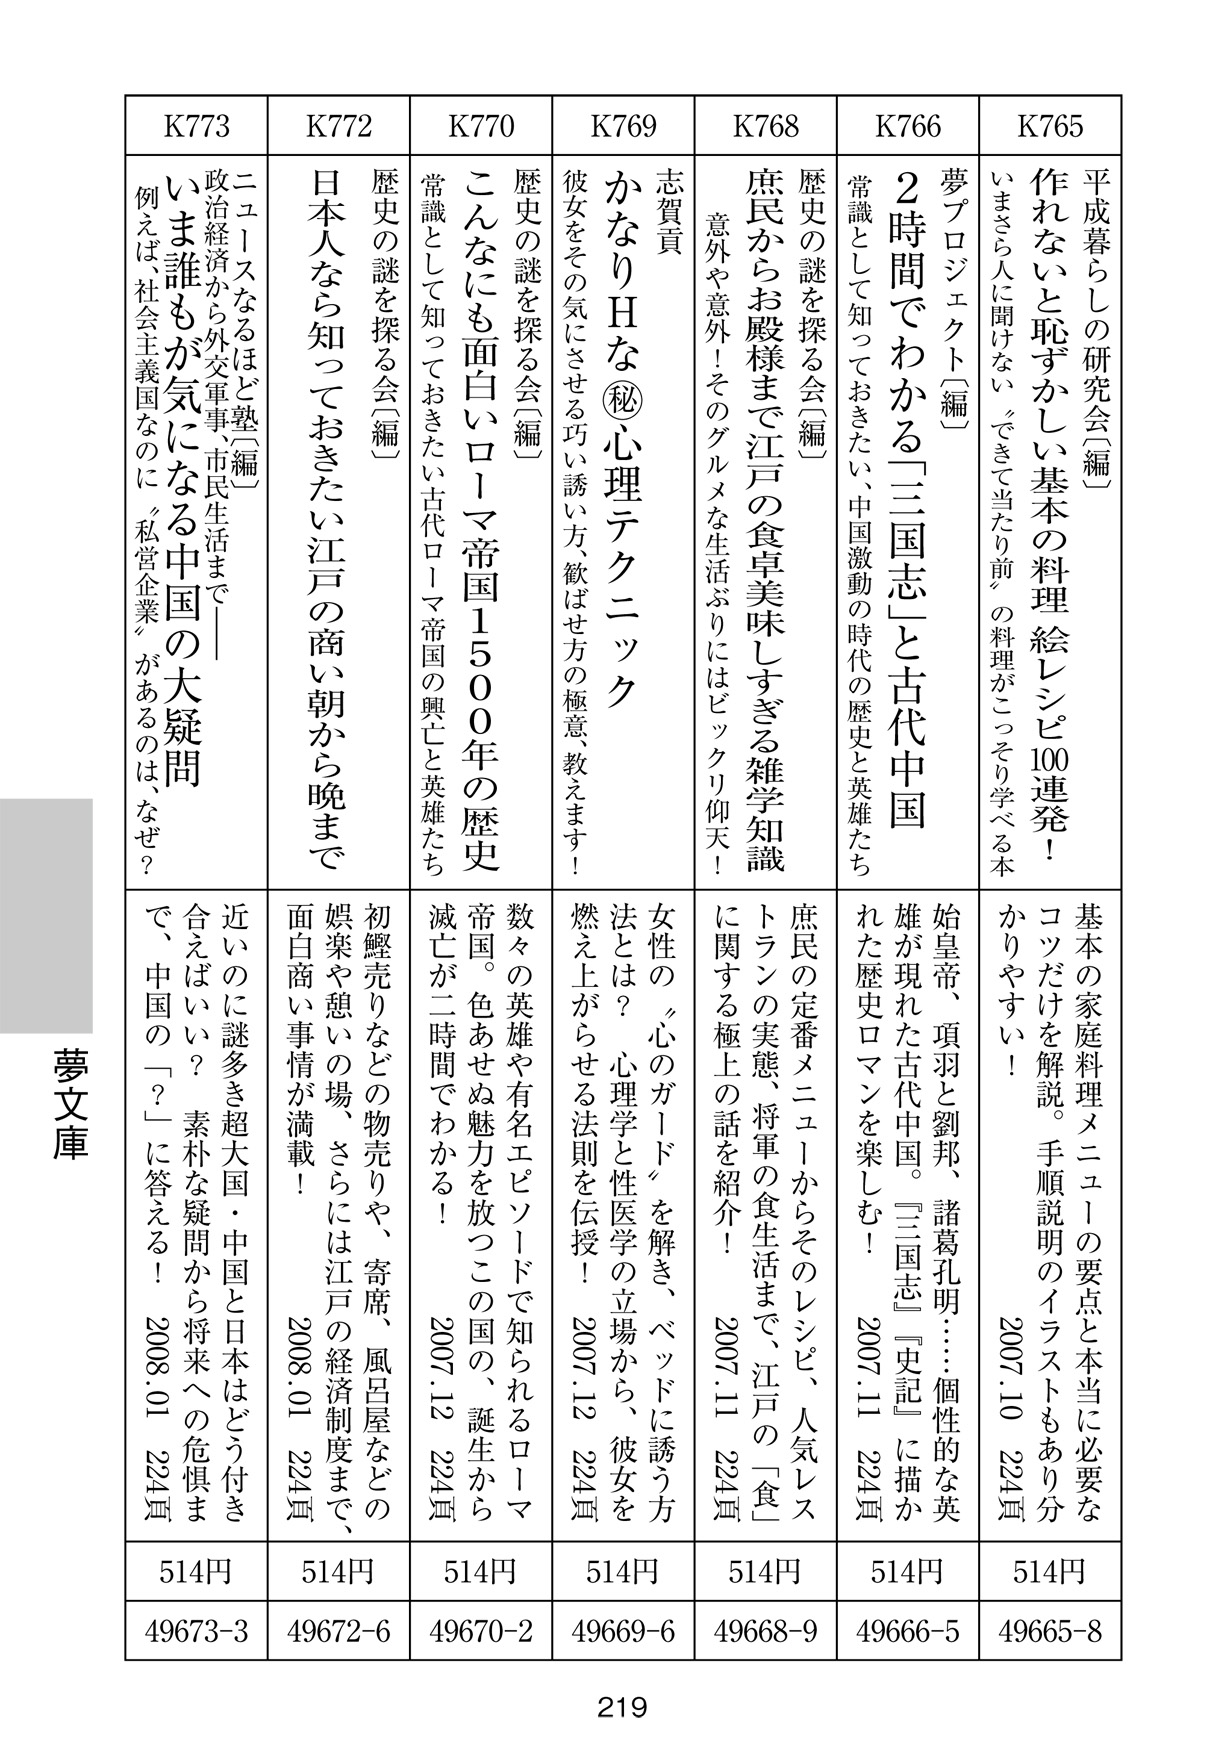 K765
平成暮らしの研究会〔編〕
作れないと恥ずかしい基本の料理 絵レシピ100連発！
いまさら人に聞けない〝できて当たり前〟の料理がこっそり学べる本
基本の家庭料理メニューの要点と本当に必要な
コツだけを解説。手順説明のイラストもあり分
かりやすい！　2007.10　224頁
514円
49665-8
K766
夢プロジェクト〔編〕
2時間でわかる「三国志」と古代中国
常識として知っておきたい、中国激動の時代の歴史と英雄たち
始皇帝、項羽と劉邦、諸葛孔明……個性的な英
雄が現れた古代中国。『三国志』『史記』に描か
れた歴史ロマンを楽しむ！　2007.11　224頁
514円
49666-5
K768
歴史の謎を探る会〔編〕
庶民からお殿様まで江戸の食卓美味しすぎる雑学知識
意外や意外！そのグルメな生活ぶりにはビックリ仰天！
庶民の定番メニューからそのレシピ、人気レス
トランの実態、将軍の食生活まで、江戸の「食」
に関する極上の話を紹介！　2007.11　224頁
514円
49668-9
K769
志賀貢
かなりHな㊙心理テクニック
彼女をその気にさせる巧い誘い方、歓ばせ方の極意、教えます！
女性の〝心のガード〟を解き、ベッドに誘う方
法とは？　心理学と性医学の立場から、彼女を
燃え上がらせる法則を伝授！　2007.12　224頁
514円
49669-6
K770
歴史の謎を探る会〔編〕
こんなにも面白いローマ帝国1500年の歴史
常識として知っておきたい古代ローマ帝国の興亡と英雄たち
数々の英雄や有名エピソードで知られるローマ
帝国。色あせぬ魅力を放つこの国の、誕生から
滅亡が二時間でわかる！　2007.12　224頁
514円
49670-2
K772
歴史の謎を探る会〔編〕
日本人なら知っておきたい江戸の商い朝から晩まで
初鰹売りなどの物売りや、寄席、風呂屋などの
娯楽や憩いの場、さらには江戸の経済制度まで、
面白商い事情が満載！　2008.01　224頁
514円
49672-6
K773
ニュースなるほど塾〔編〕
政治経済から外交軍事、市民生活まで――
いま誰もが気になる中国の大疑問
例えば、社会主義国なのに〝私営企業〟があるのは、なぜ？
近いのに謎多き超大国・中国と日本はどう付き
合えばいい？　素朴な疑問から将来への危惧ま
で、中国の「？」に答える！　2008.01　224頁
514円
49673-3
夢文庫
219